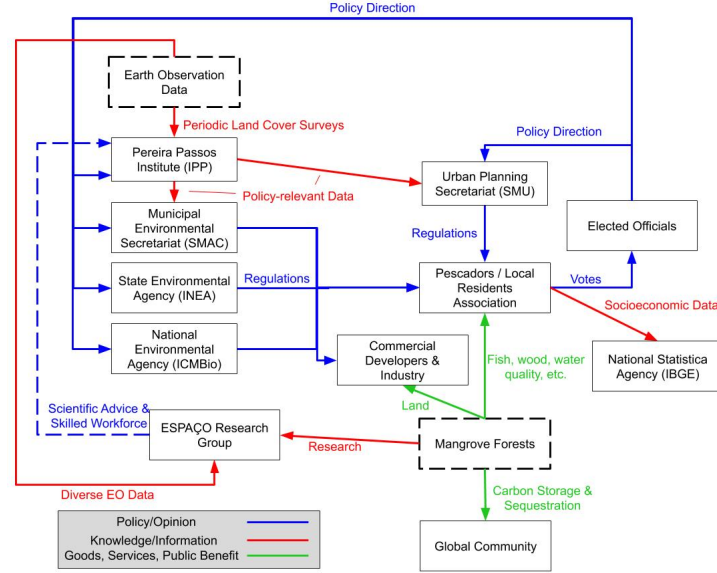 Policy Direction
Earth Observation
Data
Periodic Land Cover Surveys
Policy Direction
Pereira Passos
Institute (IPP)
Urban Planning
Secretariat (SMU)
Policy-relevant Data
Municipal
Environmental
Secretariat (SMAC)
Elected Officials
Regulations
State Environmental
Agency (INEA)
Regulations
Pescadors / Local
Residents
Association
Votes
Socioeconomic Data
National
Environmental
Agency (ICMBio)
Commercial
Developers &
Industry
Fish, wood, water
quality, etc.
National Statistica
Agency (IBGE)
Land
Scientific Advice &
Skilled Workforce
ESPAÇO Research
Group
Research
Mangrove Forests
Diverse EO Data
Carbon Storage &
Sequestration
Policy/Opinion
Knowledge/Information
Goods, Services, Public Benefit
Global Community